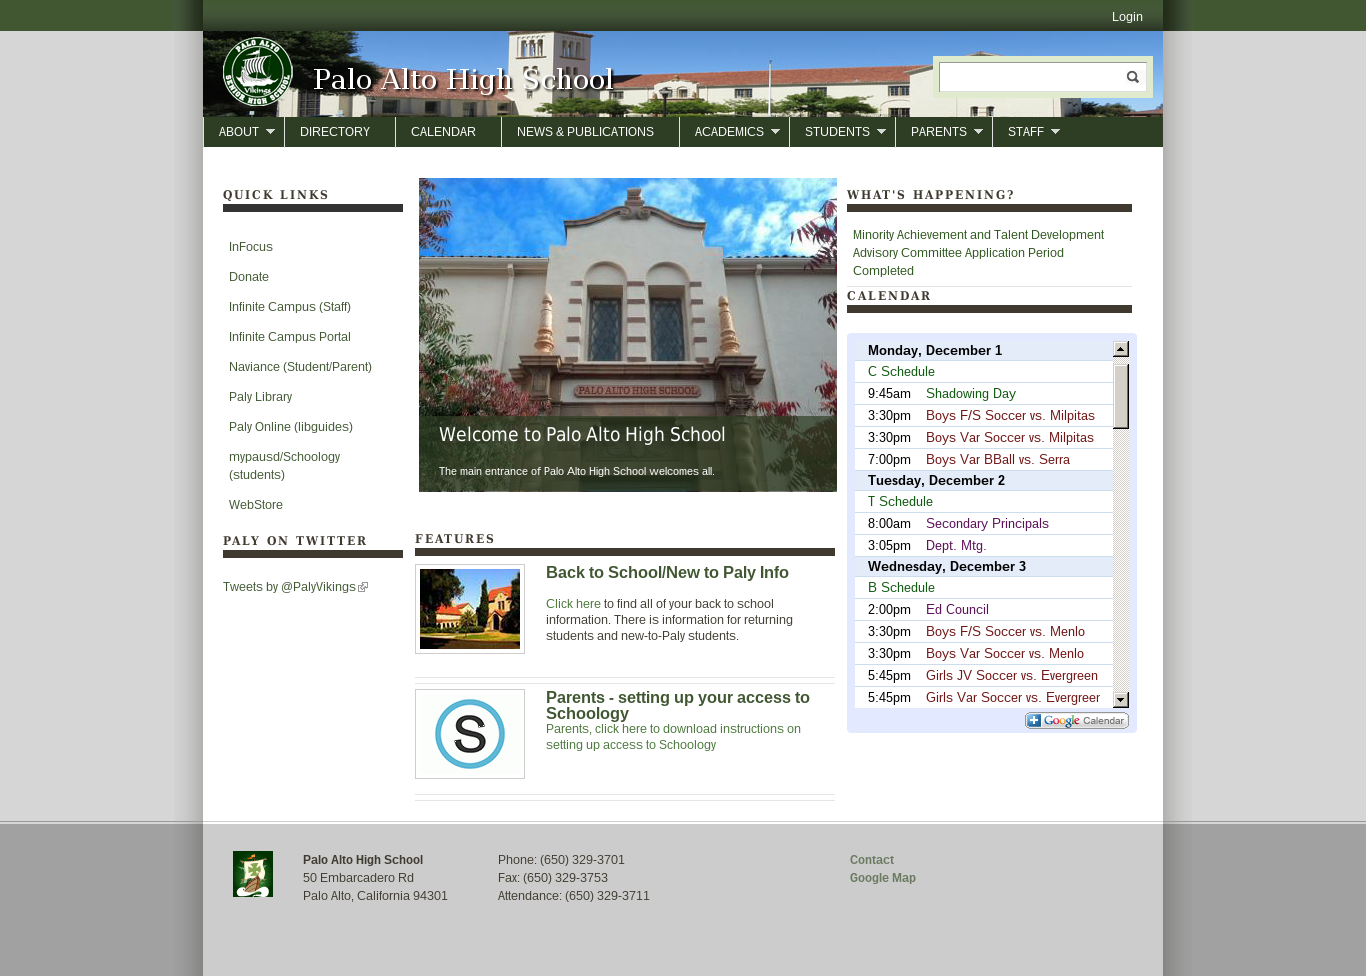 Login
PALO ALTO
Vikings
SENIOR HIGH SCHOOL
Palo Alto High School
ABOUT
DIRECTORY
CALENDAR
NEWS & PUBLICATIONS
ACADEMICS
STUDENTS
PARENTS
STAFF
QUICK LINKS
InFocus
Donate
Infinite Campus (Staff)
Infinite Campus Portal
Naviance (Student/Parent)
Paly Library
Paly Online (libguides)
mypausd/Schoology
(students)
WebStore
PALY ON TWITTER
Tweets by @PalyVikings
PALO ALTO HIGH SCHOOL
Welcome to Palo Alto High School
The main entrance of Palo Alto High School welcomes all.
FEATURES
Back to School/New to Paly Info
Click here to find all of your back to school
information. There is information for returning
students and new-to-Paly students.
S
Parents - setting up your access to
Schoology
Parents, click here to download instructions on
setting up access to Schoology
WHAT'S HAPPENING?
Minority Achievement and Talent Development
Advisory Committee Application Period
Completed
CALENDAR
Monday, December 1
C Schedule
9:45am Shadowing Day
3:30pm Boys F/S Soccer vs. Milpitas
3:30pm Boys Var Soccer vs. Milpitas
7:00pm Boys Var BBall vs. Serra
Tuesday, December 2
T Schedule
8:00am Secondary Principals
3:05pm Dept. Mtg.
Wednesday, December 3
B Schedule
2:00pm Ed Council
3:30pm Boys F/S Soccer vs. Menlo
3:30pm Boys Var Soccer vs. Menlo
5:45pm Girls JV Soccer vs. Evergreen
5:45pm Girls Var Soccer vs. Evergreer
Google Calendar
Palo Alto High School
50 Embarcadero Rd
Palo Alto, California 94301
Phone: (650) 329-3701
Fax: (650) 329-3753
Attendance: (650) 329-3711
Contact
Google Map